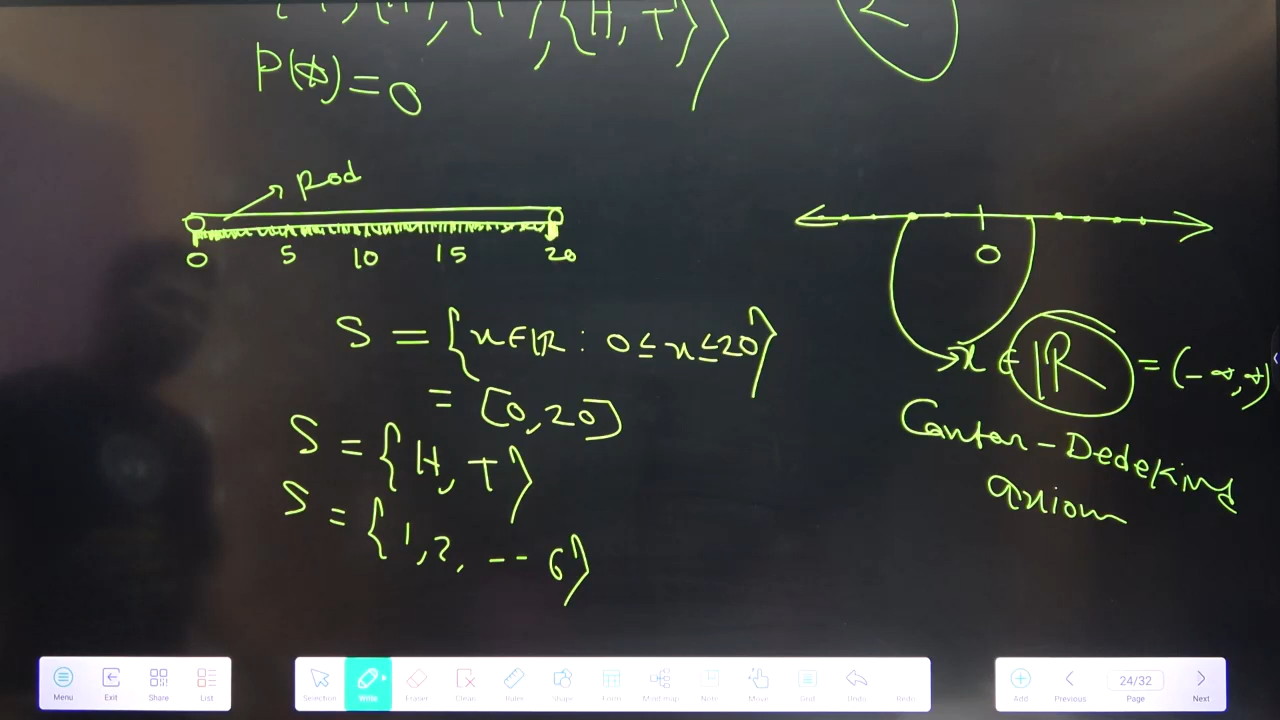 {H, T}}
P(ϕ) = 0
Rod
0 5 10 15 20
0
S = {x ∈ ℝ : 0 ≤ x ≤ 20}
x ∈ ℝ = (-∞, ∞)
= [0, 20]
Cantor-Dedekind
axiom
S = {H, T}
S = {1, 2, -- 6}
Menu Exit Share List Selection Write Eraser Clean Ruler Shape Form Mind map Note Move Grid Undo Redo Add Previous 24/32 Page Next